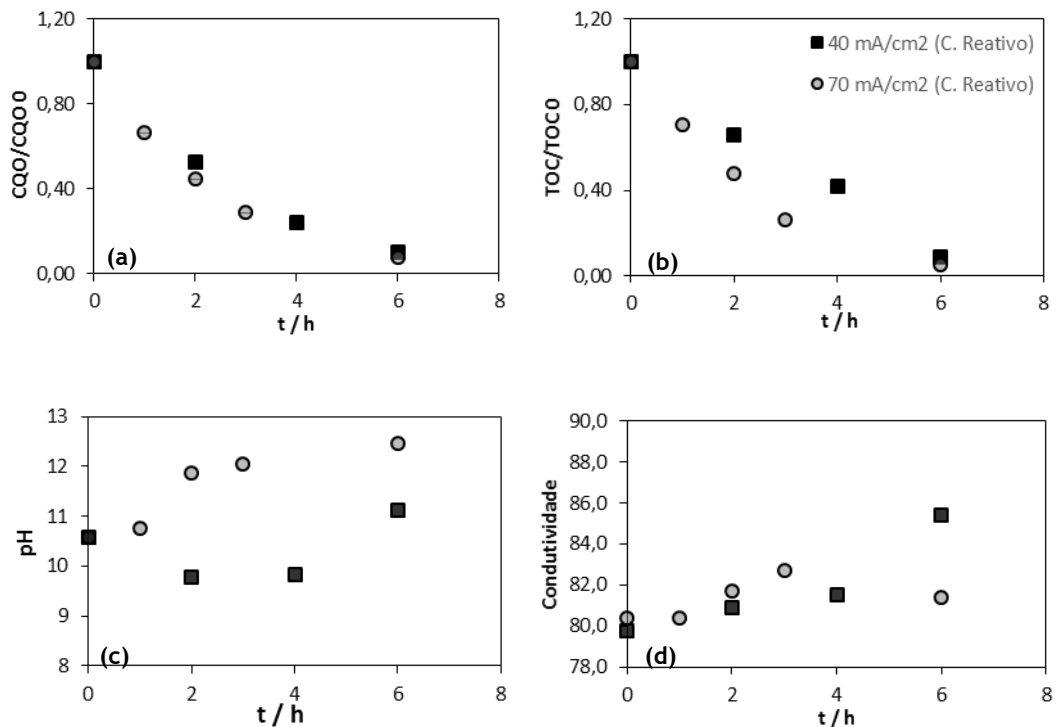 1,20
0,80
0,40
0,00
CQO/CQO 0
(a)
0 2 4 6 8
t / h
1,20
0,80
0,40
0,00
TOC/TOC0
40 mA/cm2 (C. Reativo)
70 mA/cm2 (C. Reativo)
(b)
0 2 4 6 8
t / h
13
12
11
10
9
8
pH
(c)
0 2 4 6 8
t / h
90,0
88,0
86,0
84,0
82,0
80,0
78,0
Condutividade
(d)
0 2 4 6 8
t / h